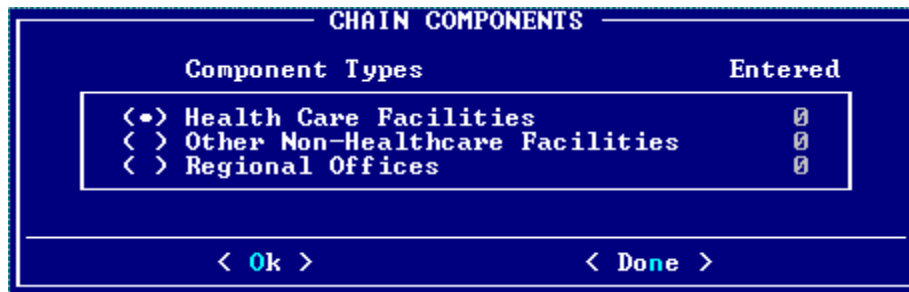 CHAIN COMPONENTS
Component Types Entered
(•) Health Care Facilities 0
( ) Other Non-Healthcare Facilities 0
( ) Regional Offices 0
< Ok > < Done >